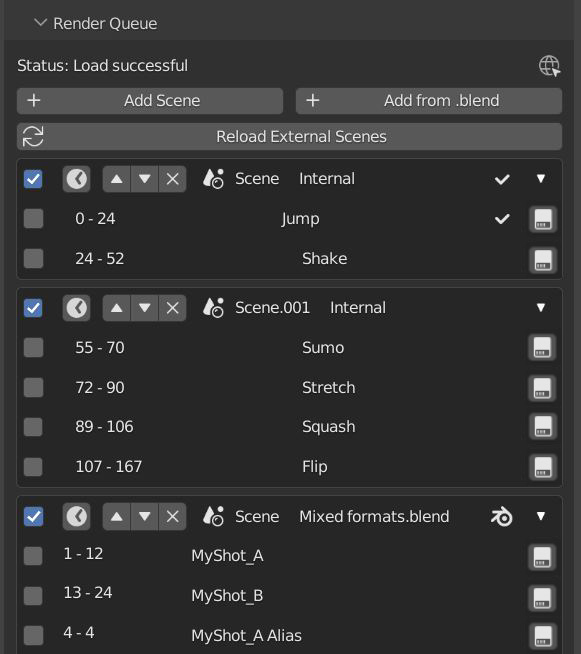 Render Queue
Status: Load successful
Add Scene Add from .blend
Reload External Scenes
Scene Internal
0 - 24 Jump
24 - 52 Shake
Scene.001 Internal
55 - 70 Sumo
72 - 90 Stretch
89 - 106 Squash
107 - 167 Flip
Scene Mixed formats.blend
1 - 12 MyShot_A
13 - 24 MyShot_B
4 - 4 MyShot_A Alias